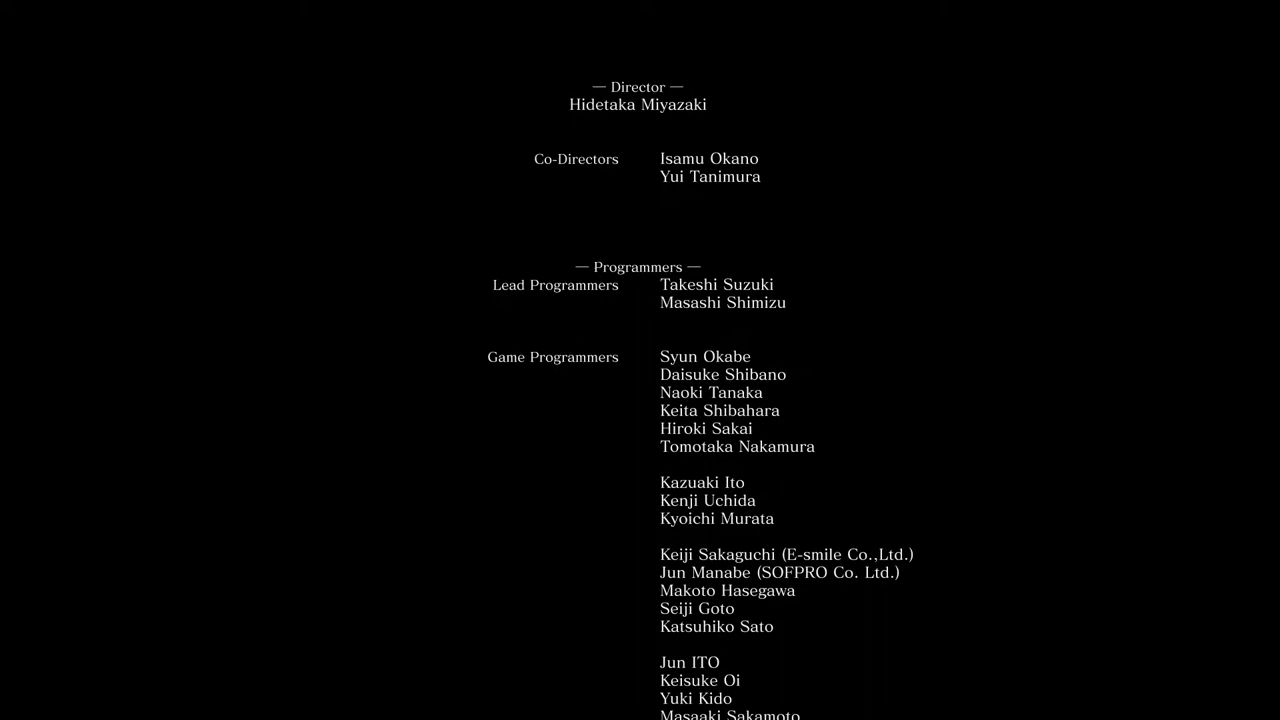 — Director —
Hidetaka Miyazaki
Co-Directors Isamu Okano
Yui Tanimura
— Programmers —
Lead Programmers Takeshi Suzuki
Masashi Shimizu
Game Programmers Syun Okabe
Daisuke Shibano
Naoki Tanaka
Keita Shibahara
Hiroki Sakai
Tomotaka Nakamura
Kazuaki Ito
Kenji Uchida
Kyoichi Murata
Keiji Sakaguchi (E-smile Co.,Ltd.)
Jun Manabe (SOFPRO Co. Ltd.)
Makoto Hasegawa
Seiji Goto
Katsuhiko Sato
Jun ITO
Keisuke Oi
Yuki Kido
Masaaki Sakamoto